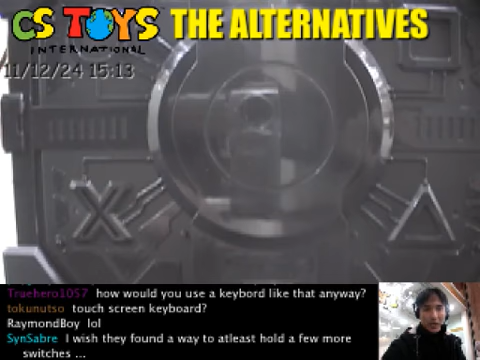 CS TOYS THE ALTERNATIVES
INTERNATIONAL
11/12/24 15:13
Truehero1057 how would you use a keybord like that anyway?
tokunutso touch screen keyboard?
RaymondBoy lol
SynSabre I wish they found a way to atleast hold a few more
switches ...